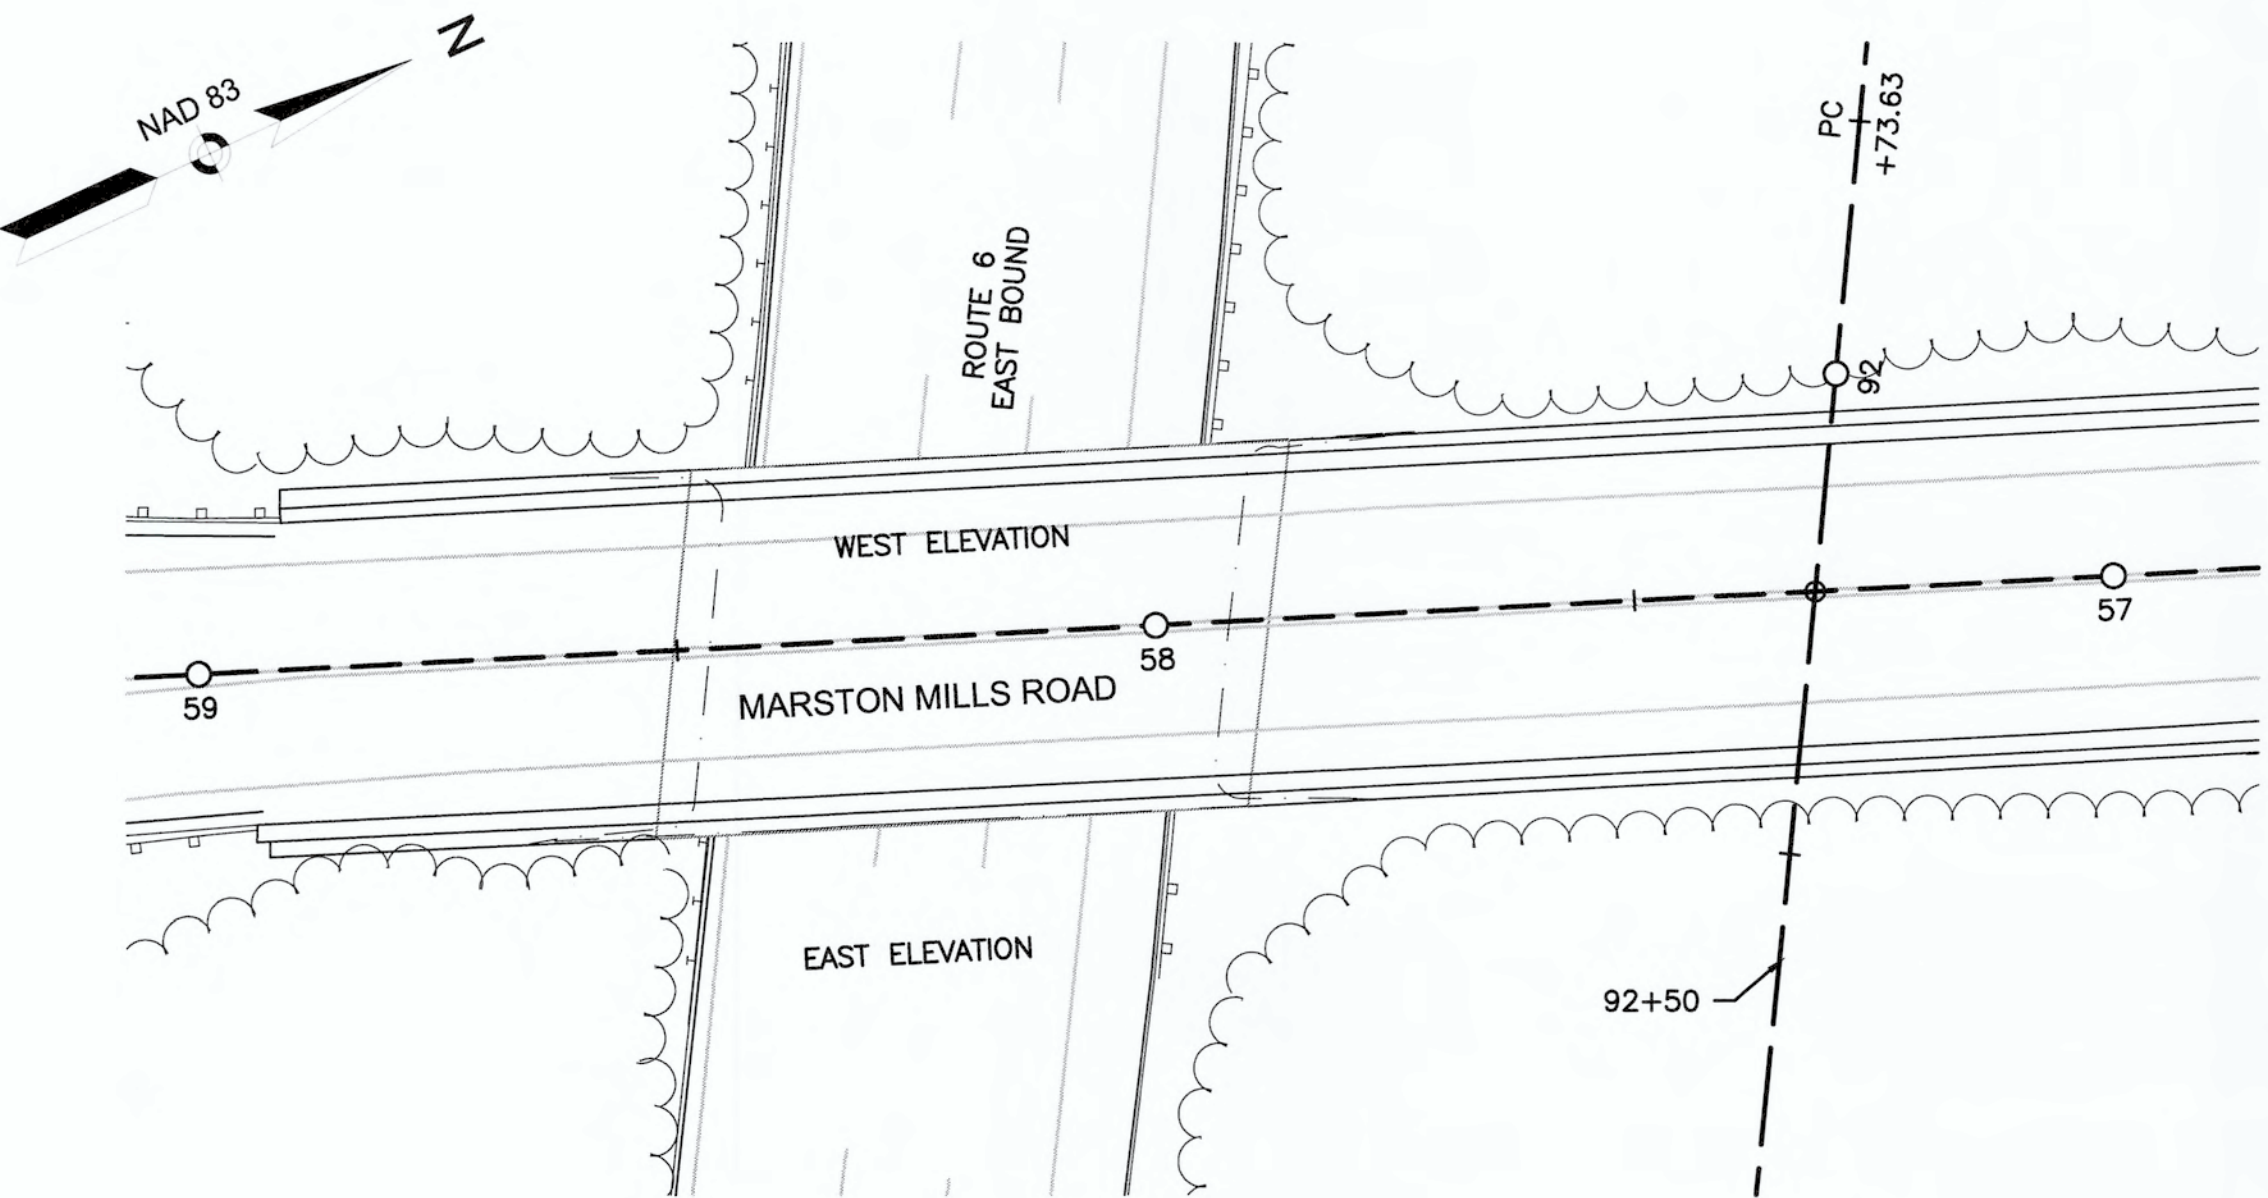 N
NAD 83
PC
+73.63
ROUTE 6
EAST BOUND
92
WEST ELEVATION
57
58
59
MARSTON MILLS ROAD
EAST ELEVATION
92+50